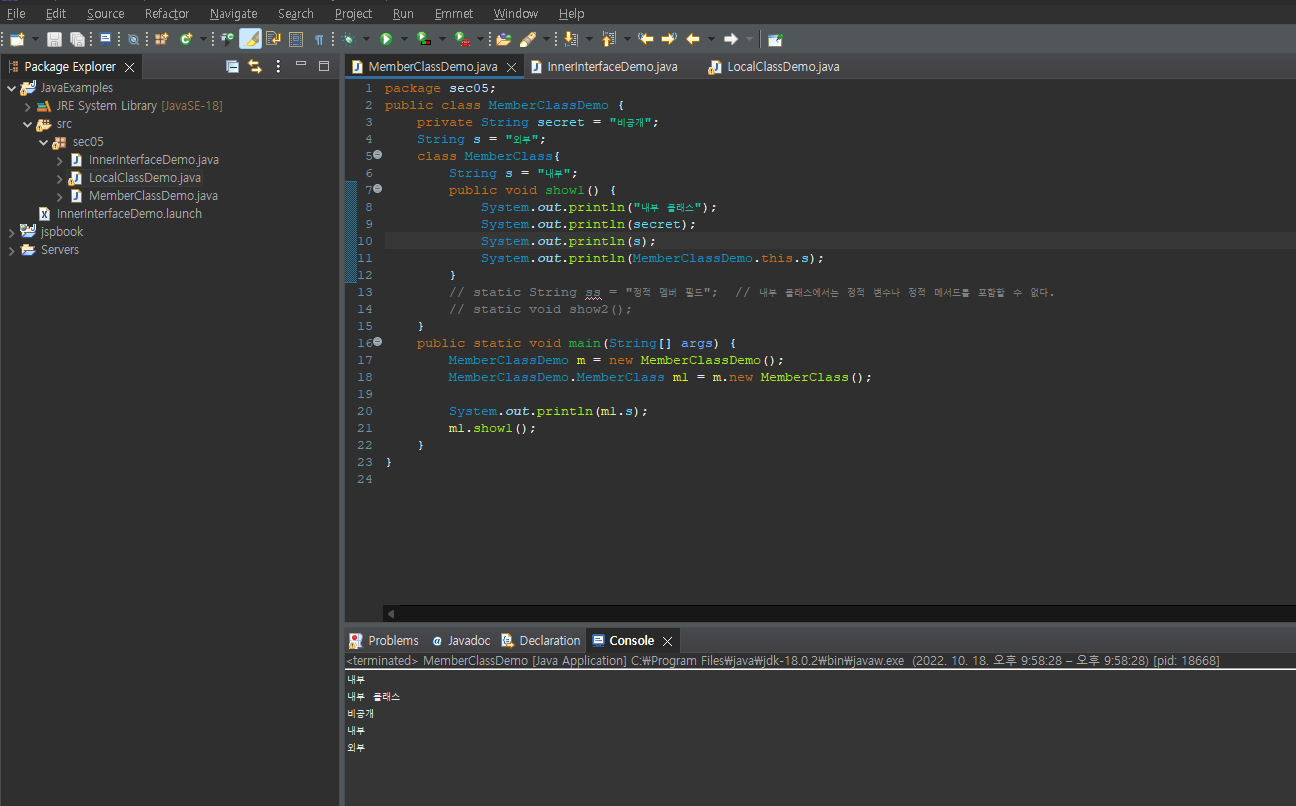 File Edit Source Refactor Navigate Search Project Run Emmet Window Help
Package Explorer
JavaExamples
JRE System Library [JavaSE-18]
src
sec05
InnerInterfaceDemo.java
LocalClassDemo.java
MemberClassDemo.java
InnerInterfaceDemo.launch
jspbook
Servers
MemberClassDemo.java InnerInterfaceDemo.java LocalClassDemo.java
1 package sec05;
2 public class MemberClassDemo {
3 private String secret = "비공개";
4 String s = "외부";
5 class MemberClass{
6 String s = "내부";
7 public void show1() {
8 System.out.println("내부 클래스");
9 System.out.println(secret);
10 System.out.println(s);
11 System.out.println(MemberClassDemo.this.s);
12 }
13 // static String ss = "정적 멤버 필드"; // 내부 클래스에서는 정적 변수나 정적 메서드를 포함할 수 없다.
14 // static void show2();
15 }
16 public static void main(String[] args) {
17 MemberClassDemo m = new MemberClassDemo();
18 MemberClassDemo.MemberClass m1 = m.new MemberClass();
19
20 System.out.println(m1.s);
21 m1.show1();
22 }
23 }
24
Problems Javadoc Declaration Console
<terminated> MemberClassDemo [Java Application] C:₩Program Files₩java₩jdk-18.0.2₩bin₩javaw.exe (2022. 10. 18. 오후 9:58:28 – 오후 9:58:28) [pid: 18668]
내부
내부 클래스
비공개
내부
외부